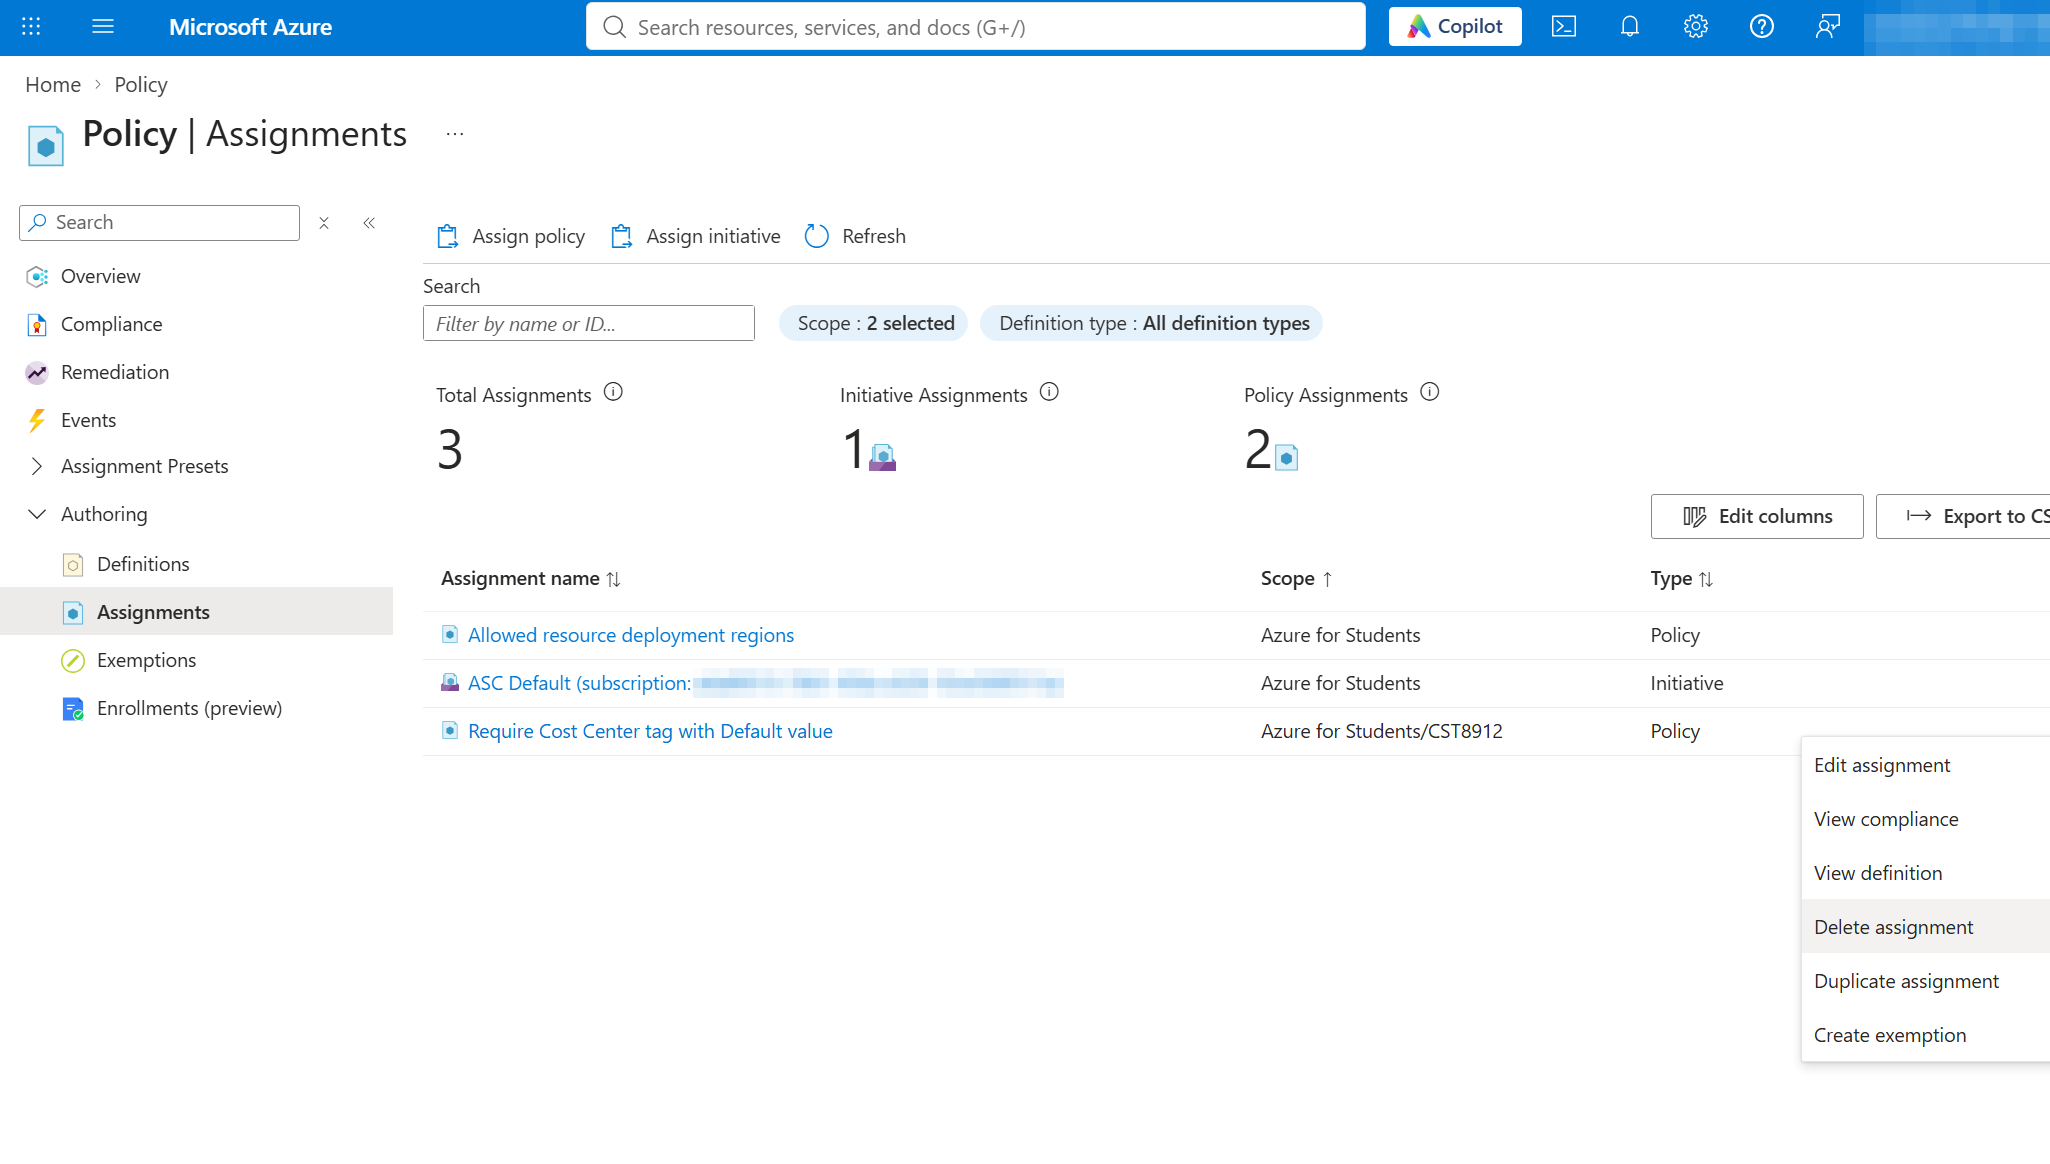 Microsoft Azure
Search resources, services, and docs (G+/)
Copilot
Home > Policy
Policy | Assignments ...
Search
Overview
Compliance
Remediation
Events
Assignment Presets
Authoring
Definitions
Assignments
Exemptions
Enrollments (preview)
Assign policy
Assign initiative
Refresh
Search
Filter by name or ID...
Scope : 2 selected
Definition type : All definition types
Total Assignments
3
Initiative Assignments
1
Policy Assignments
2
Edit columns
Export to CS
Assignment name Scope Type
Allowed resource deployment regions Azure for Students Policy
ASC Default (subscription: Azure for Students Initiative
Require Cost Center tag with Default value Azure for Students/CST8912 Policy
Edit assignment
View compliance
View definition
Delete assignment
Duplicate assignment
Create exemption